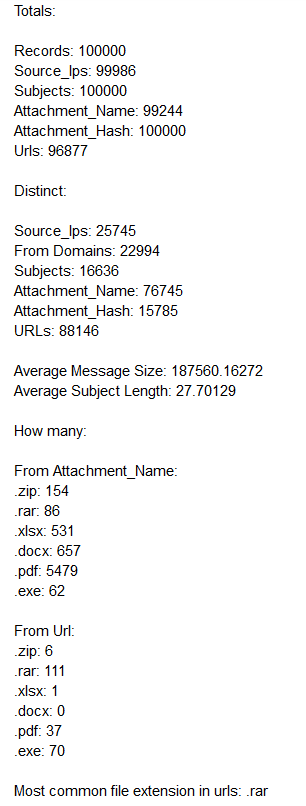 Totals:
Records: 100000
Source_Ips: 99986
Subjects: 100000
Attachment_Name: 99244
Attachment_Hash: 100000
Urls: 96877
Distinct:
Source_Ips: 25745
From Domains: 22994
Subjects: 16636
Attachment_Name: 76745
Attachment_Hash: 15785
URLs: 88146
Average Message Size: 187560.16272
Average Subject Length: 27.70129
How many:
From Attachment_Name:
.zip: 154
.rar: 86
.xlsx: 531
.docx: 657
.pdf: 5479
.exe: 62
From Url:
.zip: 6
.rar: 111
.xlsx: 1
.docx: 0
.pdf: 37
.exe: 70
Most common file extension in urls: .rar